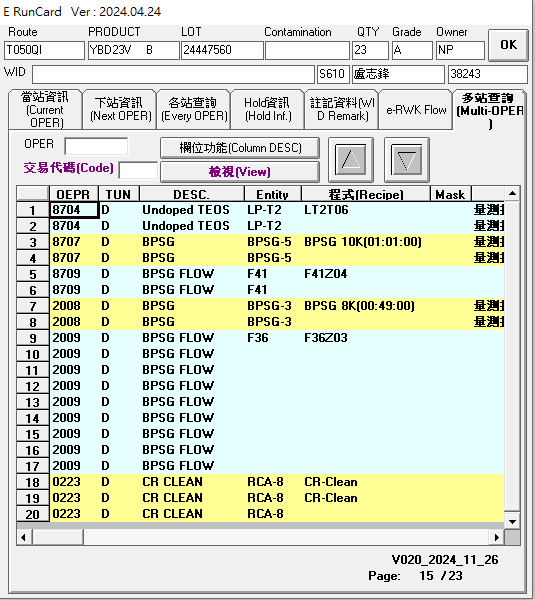 E RunCard Ver : 2024.04.24
Route PRODUCT LOT Contamination QTY Grade Owner
T050QI YBD23V B 24447560 23 A NP OK
WID S610 盧志鋒 38243
當站資訊 (Current OPER) 下站資訊 (Next OPER) 各站查詢 (Every OPER) Hold資訊 (Hold Inf.) 註記資料(WID Remark) e-RWK Flow 多站查詢 (Multi-OPER)
OPER 欄位功能(Column DESC)
交易代碼(Code) 檢視(View)
OEPR TUN DESC. Entity 程式(Recipe) Mask
1 8704 D Undoped TEOS LP-T2 LT2T06 量測
2 8704 D Undoped TEOS LP-T2 量測
3 8707 D BPSG BPSG-5 BPSG 10K(01:01:00) 量測
4 8707 D BPSG BPSG-5 量測
5 8709 D BPSG FLOW F41 F41Z04
6 8709 D BPSG FLOW F41
7 2008 D BPSG BPSG-3 BPSG 8K(00:49:00) 量測
8 2008 D BPSG BPSG-3 量測
9 2009 D BPSG FLOW F36 F36Z03
10 2009 D BPSG FLOW
11 2009 D BPSG FLOW
12 2009 D BPSG FLOW
13 2009 D BPSG FLOW
14 2009 D BPSG FLOW
15 2009 D BPSG FLOW
16 2009 D BPSG FLOW
17 2009 D BPSG FLOW
18 0223 D CR CLEAN RCA-8 CR-Clean
19 0223 D CR CLEAN RCA-8 CR-Clean
20 0223 D CR CLEAN RCA-8
V020_2024_11_26
Page: 15 / 23